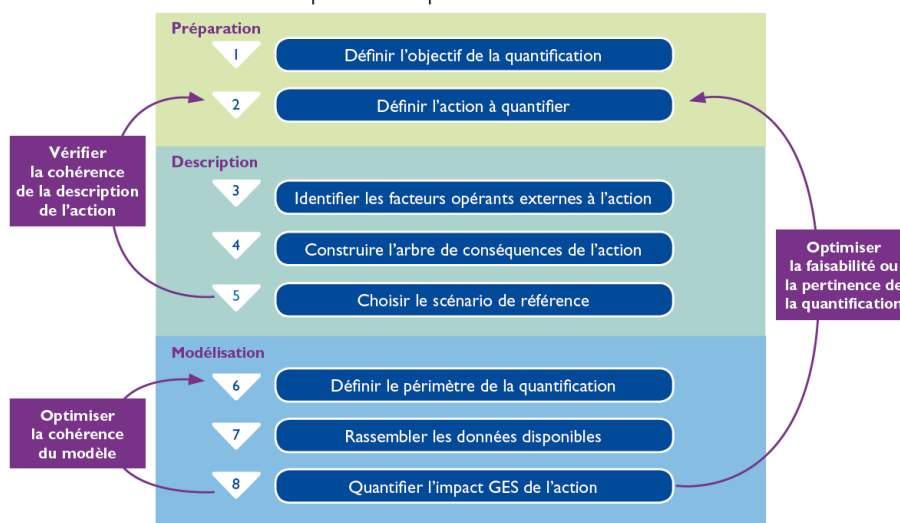 Préparation
1
Définir l'objectif de la quantification
2
Définir l'action à quantifier
Vérifier
la cohérence
de la description
de l'action
Description
3
Identifier les facteurs opérants externes à l'action
4
Construire l'arbre de conséquences de l'action
5
Choisir le scénario de référence
Optimiser
la faisabilité ou
la pertinence de
la quantification
Modélisation
6
Définir le périmètre de la quantification
7
Rassembler les données disponibles
8
Quantifier l'impact GES de l'action
Optimiser
la cohérence
du modèle